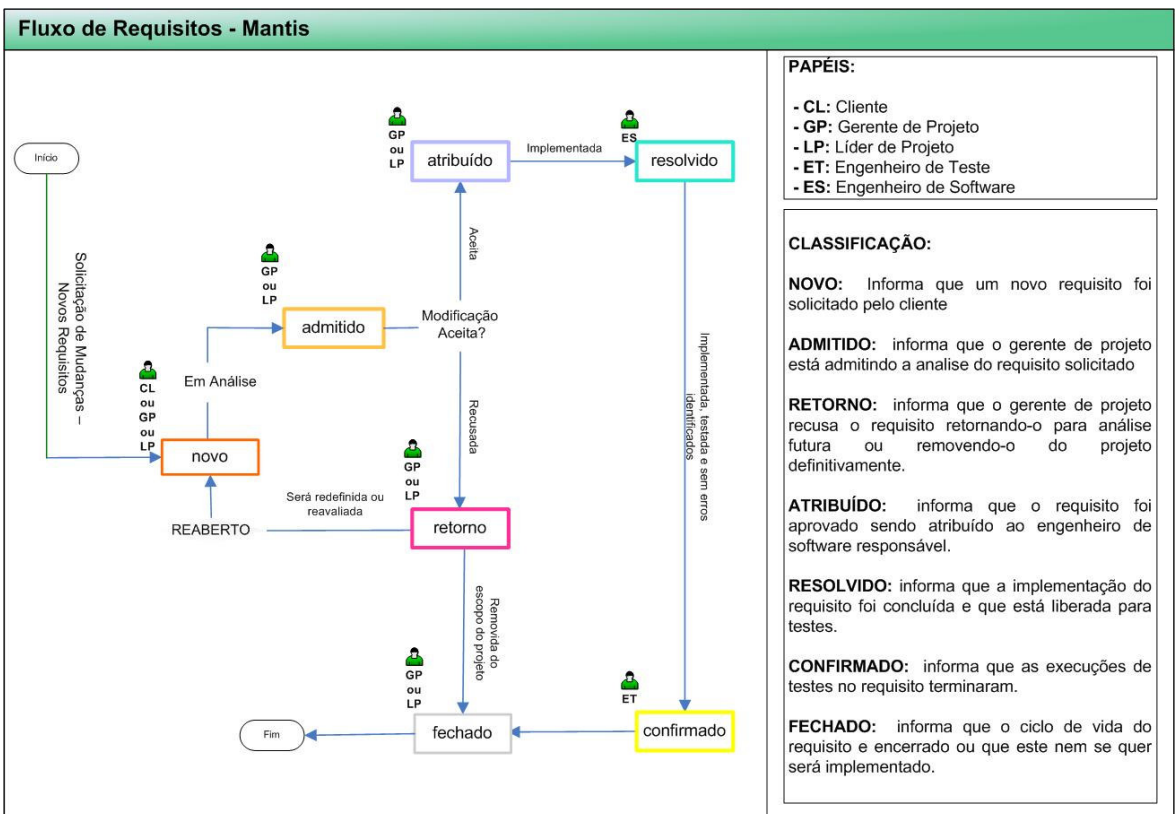 Fluxo de Requisitos - Mantis
Início
Solicitação de Mudanças –
Novos Requisitos
CL
ou
GP
ou
LP
novo
Em Análise
GP
ou
LP
admitido
Modificação
Aceita?
Aceita
GP
ou
LP
atribuído
Implementada
ES
resolvido
Implementada, testada e sem erros
identificados
Recusada
GP
ou
LP
retorno
Será redefinida ou
reavaliada
REABERTO
Removida do
escopo do projeto
GP
ou
LP
fechado
ET
confirmado
Fim
PAPÉIS:
- CL: Cliente
- GP: Gerente de Projeto
- LP: Líder de Projeto
- ET: Engenheiro de Teste
- ES: Engenheiro de Software
CLASSIFICAÇÃO:
NOVO: Informa que um novo requisito foi
solicitado pelo cliente
ADMITIDO: informa que o gerente de projeto
está admitindo a analise do requisito solicitado
RETORNO: informa que o gerente de projeto
recusa o requisito retornando-o para análise
futura ou removendo-o do projeto
definitivamente.
ATRIBUÍDO: informa que o requisito foi
aprovado sendo atribuído ao engenheiro de
software responsável.
RESOLVIDO: informa que a implementação do
requisito foi concluída e que está liberada para
testes.
CONFIRMADO: informa que as execuções de
testes no requisito terminaram.
FECHADO: informa que o ciclo de vida do
requisito e encerrado ou que este nem se quer
será implementado.